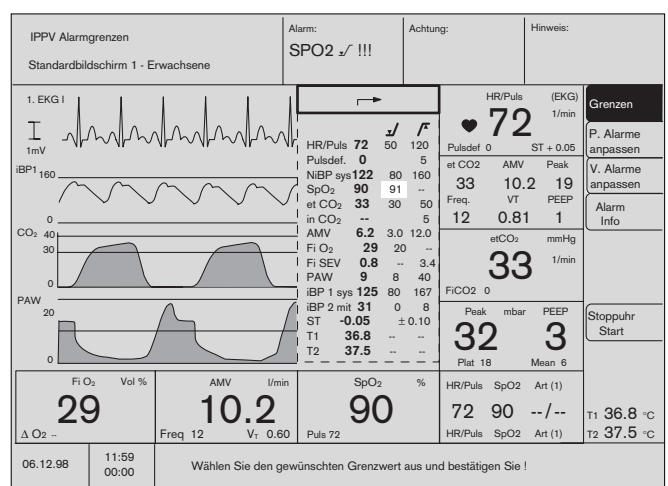 IPPV Alarmgrenzen
Standardbildschirm 1 - Erwachsene
Alarm:
SPO2 !!!
Achtung:
Hinweis:
1. EKG I
1mV
iBP1 160
0
CO₂ 40
30
0
PAW
20
0
HR/Puls 72 50 120
Pulsdef. 0 5
NiBP sys 122 80 160
SpO₂ 90 91 --
et CO₂ 33 30 50
in CO₂ -- 5
AMV 6.2 3.0 12.0
Fi O₂ 29 20 --
Fi SEV 0.8 -- 3.4
PAW 9 8 40
iBP 1 sys 125 80 167
iBP 2 mit 31 0 8
ST -0.05 ± 0.10
T1 36.8 -- --
T2 37.5 -- --
HR/Puls (EKG)
72 1/min
Pulsdef 0 ST + 0.05
et CO2 AMV Peak
33 10.2 19
Freq. VT PEEP
12 0.81 1
etCO₂ mmHg
33 1/min
FiCO2 0
Peak mbar PEEP
32 3
Plat 18 Mean 6
Grenzen
P. Alarme
anpassen
V. Alarme
anpassen
Alarm
Info
Stoppuhr
Start
Fi O₂ Vol %
29
Δ O₂ --
AMV l/min
10.2
Freq 12 VT 0.60
SpO₂ %
90
Puls 72
HR/Puls SpO2 Art (1)
72 90 --/--
HR/Puls SpO2 Art (1)
T1 36.8 °C
T2 37.5 °C
06.12.98
11:59
00:00
Wählen Sie den gewünschten Grenzwert aus und bestätigen Sie !